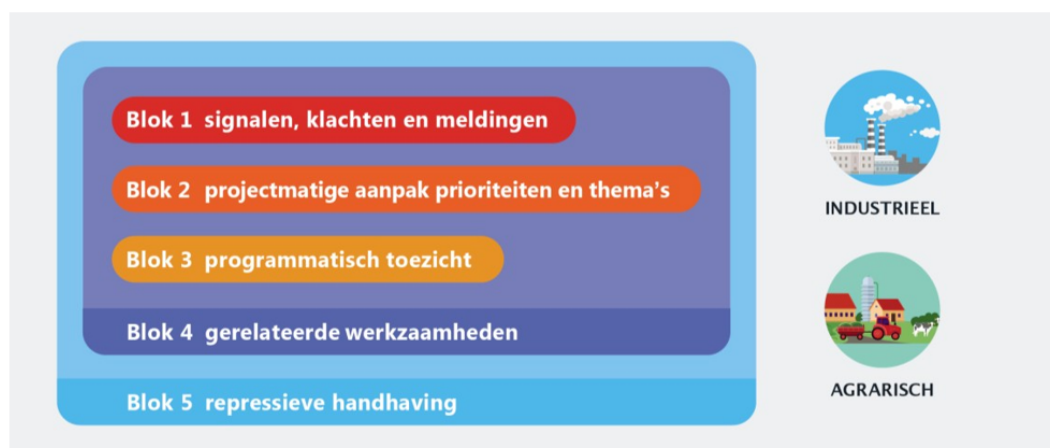 Blok 1 signalen, klachten en meldingen
Blok 2 projectmatige aanpak prioriteiten en thema's
Blok 3 programmatisch toezicht
Blok 4 gerelateerde werkzaamheden
Blok 5 repressieve handhaving
INDUSTRIEEL
AGRARISCH